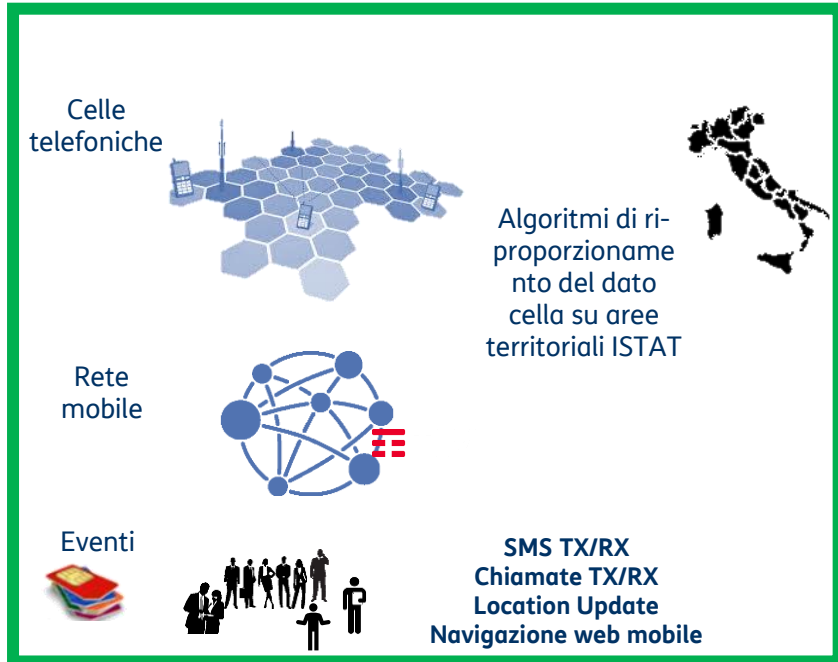 Celle
telefoniche
Algoritmi di ri-
proporzioname
nto del dato
cella su aree
territoriali ISTAT
Rete
mobile
Eventi
SMS TX/RX
Chiamate TX/RX
Location Update
Navigazione web mobile